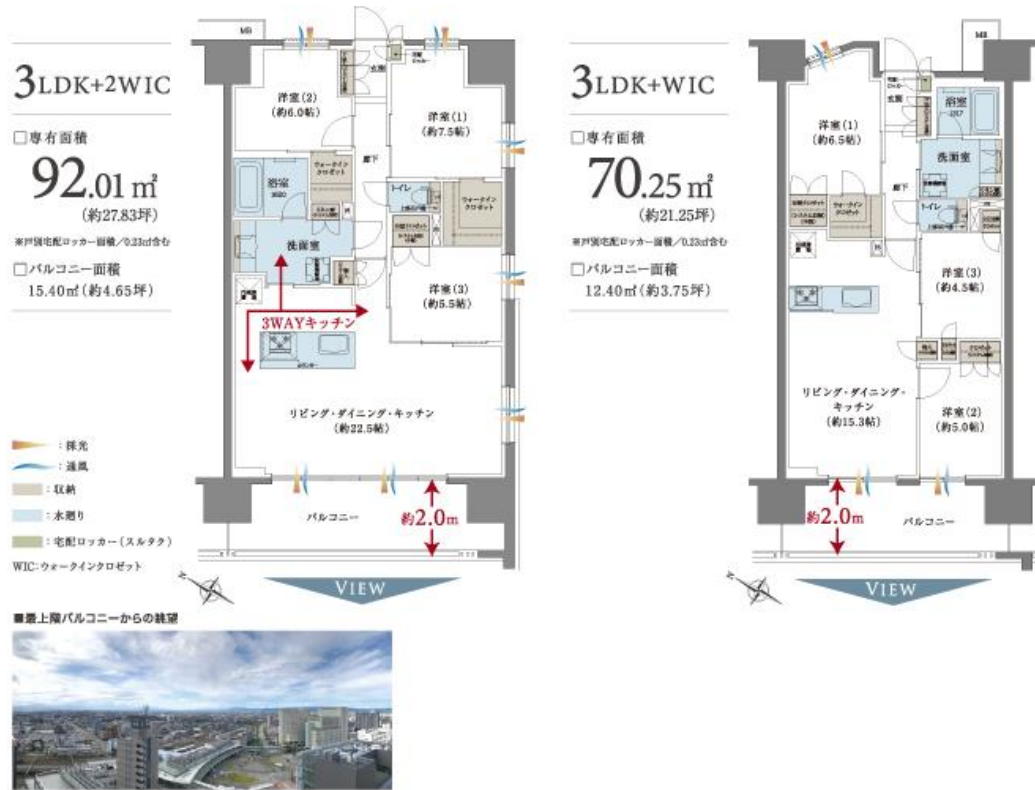 3LDK+2WIC
□専有面積
92.01㎡
(約27.83坪)
※戸別宅配ロッカー面積/0.23㎡含む
□バルコニー面積
15.40㎡(約4.65坪)
MB
玄関
洋室(2)
(約6.0帖)
洋室(1)
(約7.5帖)
廊下
浴室
1620
ウォークイン
クロゼット
トイレ
ウォークイン
クロゼット
洗面室
洋室(3)
(約5.5帖)
3WAYキッチン
カウンター
リビング・ダイニング・キッチン
(約22.5帖)
バルコニー
約2.0m
N
VIEW
:採光
:通風
:収納
:水廻り
:宅配ロッカー(スルタク)
WIC:ウォークインクロゼット
■最上階バルコニーからの眺望
3LDK+WIC
□専有面積
70.25㎡
(約21.25坪)
※戸別宅配ロッカー面積/0.23㎡含む
□バルコニー面積
12.40㎡(約3.75坪)
MB
玄関
浴室
1317
洋室(1)
(約6.5帖)
洗面室
廊下
トイレ
ウォークイン
クロゼット
洋室(3)
(約4.5帖)
リビング・ダイニング・
キッチン
(約15.3帖)
洋室(2)
(約5.0帖)
約2.0m
バルコニー
N
VIEW